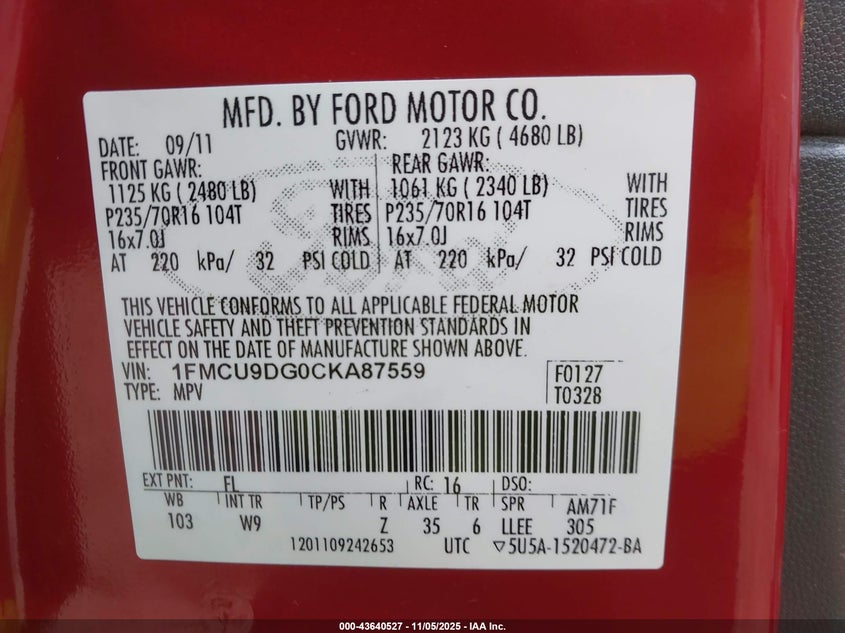 MFD. BY FORD MOTOR CO.
DATE: 09/11 GVWR: 2123 KG ( 4680 LB)
FRONT GAWR: REAR GAWR:
1125 KG ( 2480 LB) WITH 1061 KG ( 2340 LB) WITH
P235/70R16 104T TIRES P235/70R16 104T TIRES
16x7.0J RIMS 16x7.0J RIMS
AT 220 kPa/ 32 PSI COLD AT 220 kPa/ 32 PSI COLD
THIS VEHICLE CONFORMS TO ALL APPLICABLE FEDERAL MOTOR
VEHICLE SAFETY AND THEFT PREVENTION STANDARDS IN
EFFECT ON THE DATE OF MANUFACTURE SHOWN ABOVE.
VIN: 1FMCU9DG0CKA87559 F0127
TYPE: MPV T0328
EXT PNT: FL RC: 16 DSO:
WB INT TR TP/PS R AXLE TR SPR AM71F
103 W9 Z 35 6 LLEE 305
1201109242653 UTC ▽5U5A-1520472-BA
Ford
000-43640527 - 11/05/2025 - IAA Inc.